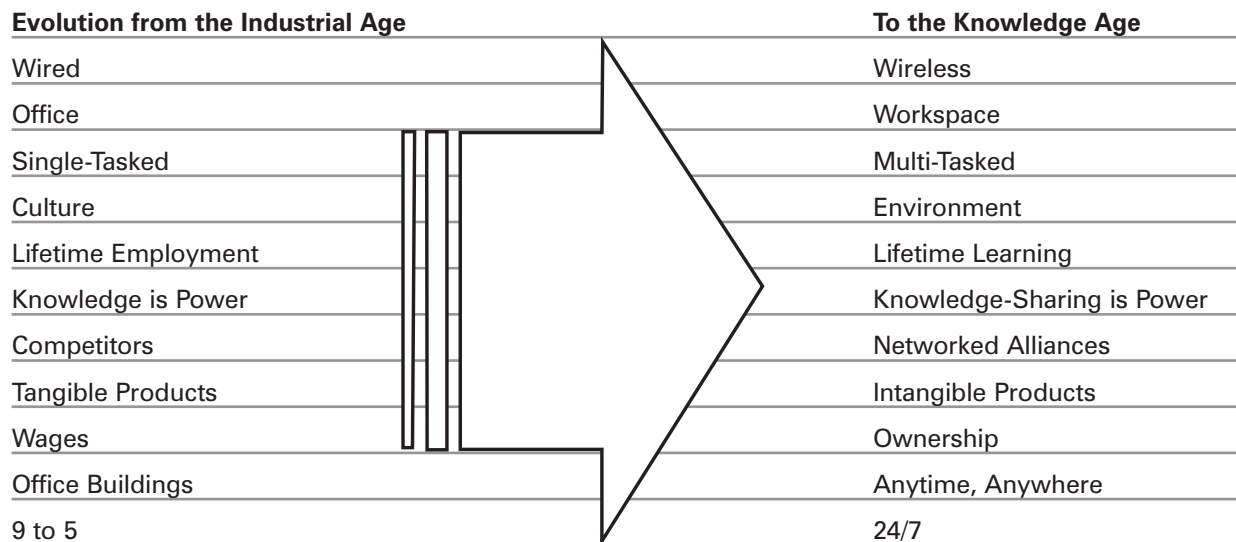 Evolution from the Industrial Age To the Knowledge Age
Wired Wireless
Office Workspace
Single-Tasked Multi-Tasked
Culture Environment
Lifetime Employment Lifetime Learning
Knowledge is Power Knowledge-Sharing is Power
Competitors Networked Alliances
Tangible Products Intangible Products
Wages Ownership
Office Buildings Anytime, Anywhere
9 to 5 24/7